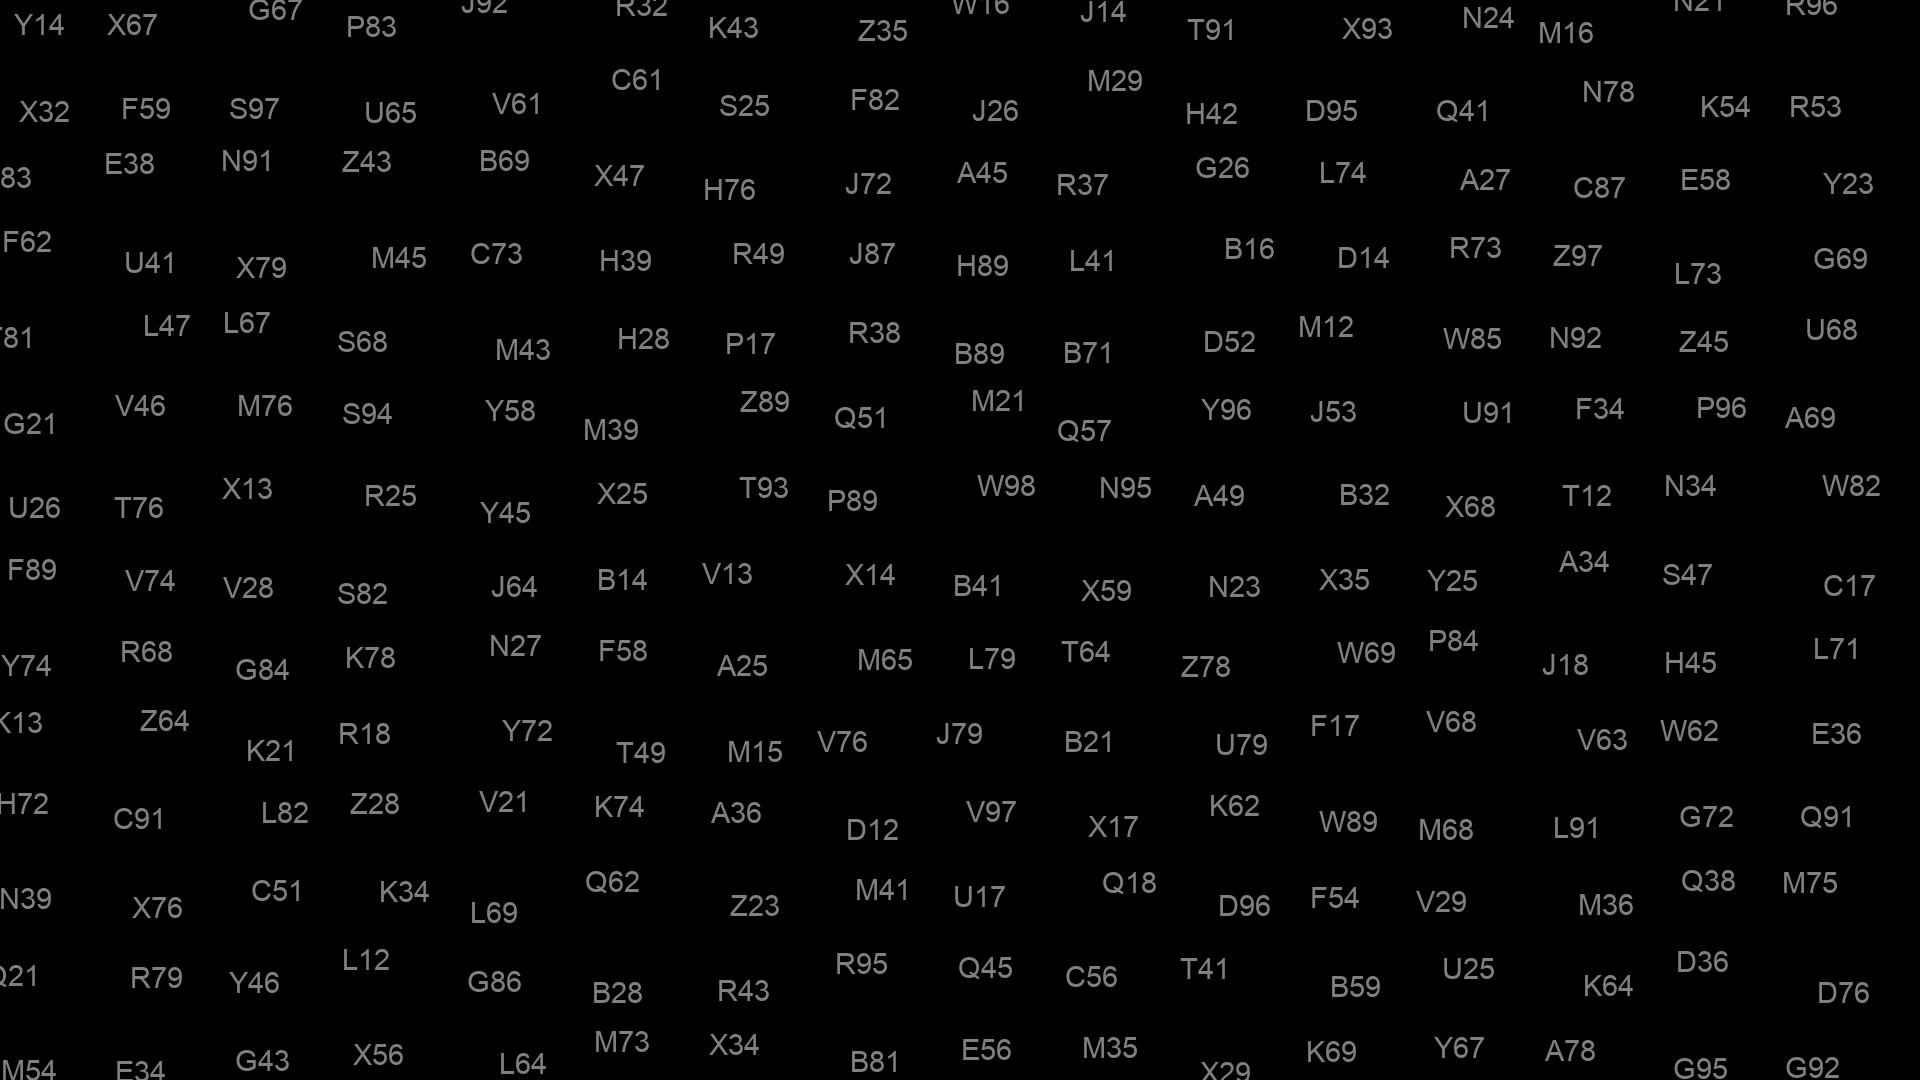 Y14 X67 G67 P83 J92 R32 K43 Z35 W16 J14 T91 X93 N24 M16 N21 R96
X32 F59 S97 U65 V61 C61 S25 F82 J26 M29 H42 D95 Q41 N78 K54 R53
83 E38 N91 Z43 B69 X47 H76 J72 A45 R37 G26 L74 A27 C87 E58 Y23
F62 U41 X79 M45 C73 H39 R49 J87 H89 L41 B16 D14 R73 Z97 L73 G69
81 L47 L67 S68 M43 H28 P17 R38 B89 B71 D52 M12 W85 N92 Z45 U68
G21 V46 M76 S94 Y58 M39 Z89 Q51 M21 Q57 Y96 J53 U91 F34 P96 A69
U26 T76 X13 R25 Y45 X25 T93 P89 W98 N95 A49 B32 X68 T12 N34 W82
F89 V74 V28 S82 J64 B14 V13 X14 B41 X59 N23 X35 Y25 A34 S47 C17
Y74 R68 G84 K78 N27 F58 A25 M65 L79 T64 Z78 W69 P84 J18 H45 L71
K13 Z64 K21 R18 Y72 T49 M15 V76 J79 B21 U79 F17 V68 V63 W62 E36
H72 C91 L82 Z28 V21 K74 A36 D12 V97 X17 K62 W89 M68 L91 G72 Q91
N39 X76 C51 K34 L69 Q62 Z23 M41 U17 Q18 D96 F54 V29 M36 Q38 M75
Q21 R79 Y46 L12 G86 B28 R43 R95 Q45 C56 T41 B59 U25 K64 D36 D76
M54 E34 G43 X56 L64 M73 X34 B81 E56 M35 X29 K69 Y67 A78 G95 G92